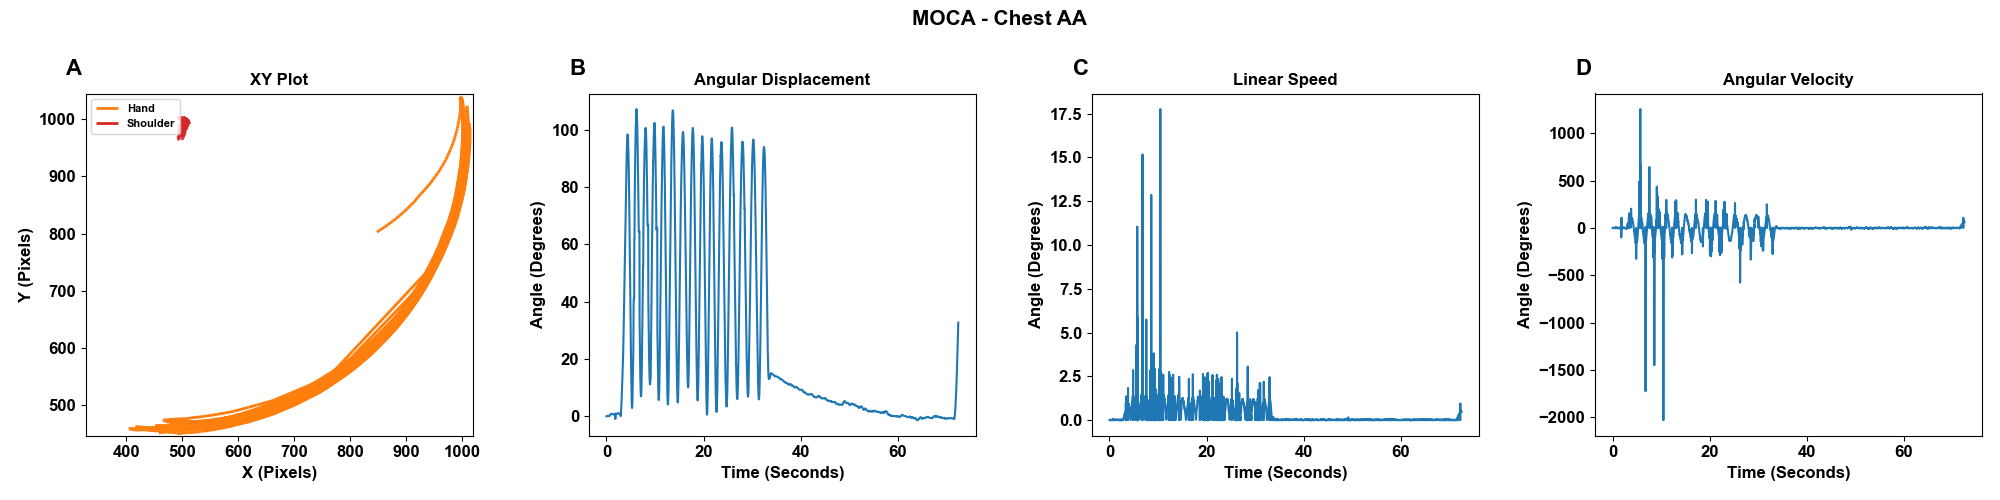 MOCA - Chest AA
A
XY Plot
Hand
Shoulder
1000
900
800
700
600
500
Y (Pixels)
400 500 600 700 800 900 1000
X (Pixels)
B
Angular Displacement
100
80
60
40
20
0
Angle (Degrees)
0 20 40 60
Time (Seconds)
C
Linear Speed
17.5
15.0
12.5
10.0
7.5
5.0
2.5
0.0
Angle (Degrees)
0 20 40 60
Time (Seconds)
D
Angular Velocity
1000
500
0
−500
−1000
−1500
−2000
Angle (Degrees)
0 20 40 60
Time (Seconds)